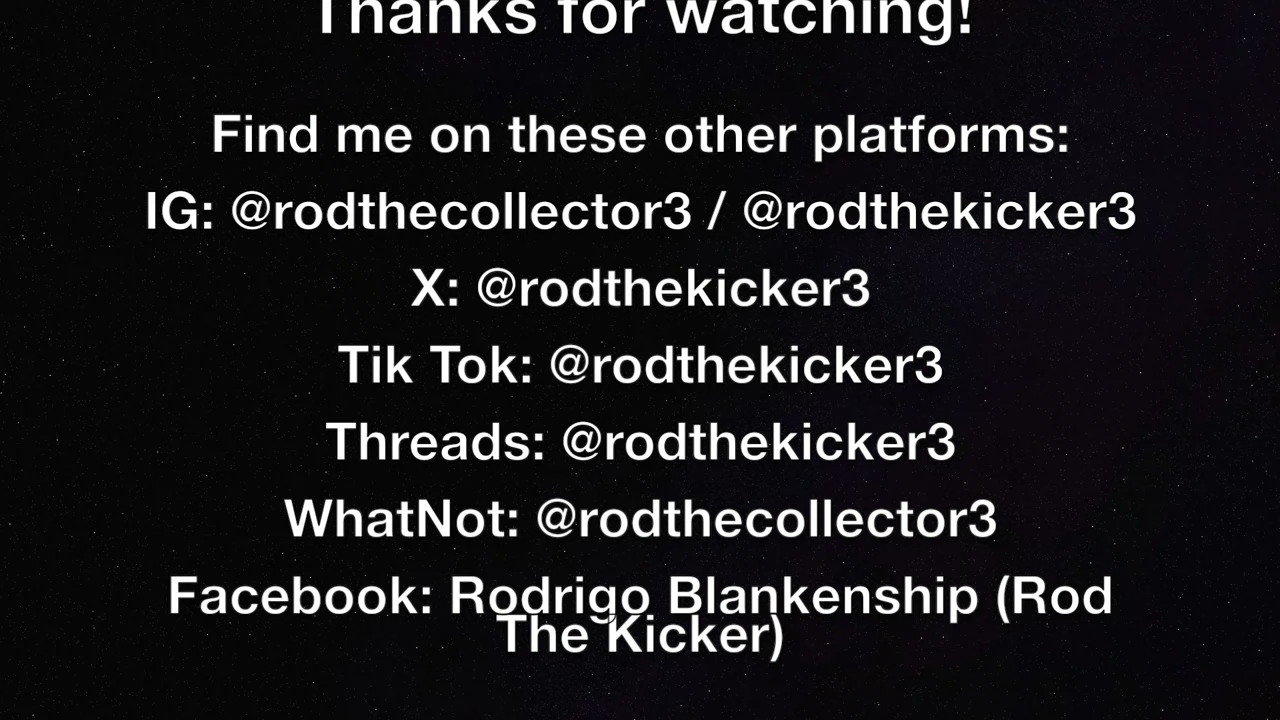 Thanks for watching!
Find me on these other platforms:
IG: @rodthecollector3 / @rodthekicker3
X: @rodthekicker3
Tik Tok: @rodthekicker3
Threads: @rodthekicker3
WhatNot: @rodthecollector3
Facebook: Rodrigo Blankenship (Rod
The Kicker)